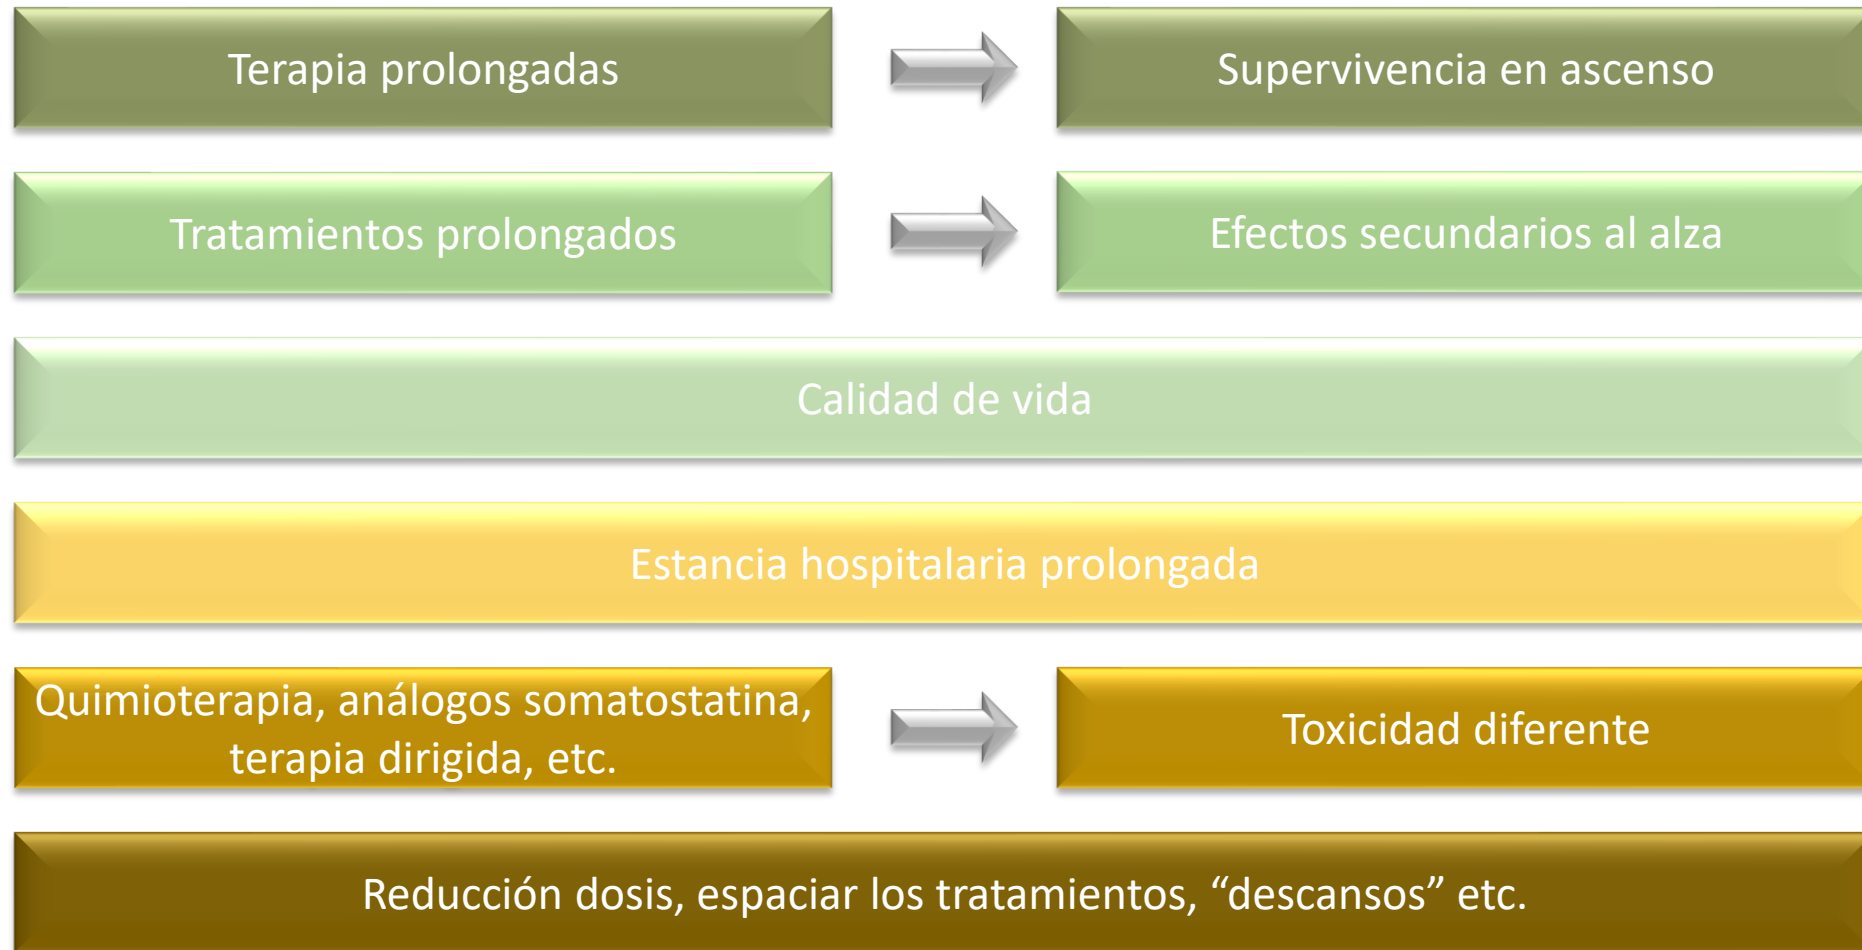 Terapia prolongadas
Supervivencia en ascenso
Tratamientos prolongados
Efectos secundarios al alza
Calidad de vida
Estancia hospitalaria prolongada
Quimioterapia, análogos somatostatina,
terapia dirigida, etc.
Toxicidad diferente
Reducción dosis, espaciar los tratamientos, “descansos” etc.